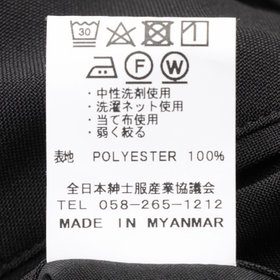 30
F W
・中性洗剤使用
・洗濯ネット使用
・当て布使用
・弱く絞る
表地 POLYESTER 100%
全日本紳士服産業協議会
TEL 058-265-1212
MADE IN MYANMAR